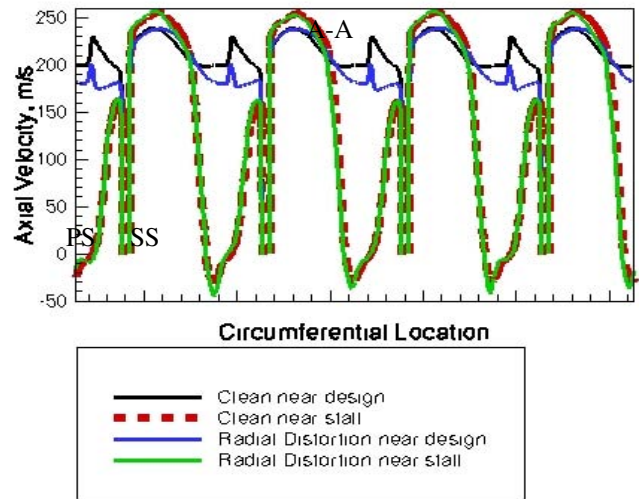 250
A-A
200
150
100
50
PS SS
0
-50
Axial Velocity, m/s
Circumferential Location
Clean near design
Clean near stall
Radial Distortion near design
Radial Distortion near stall